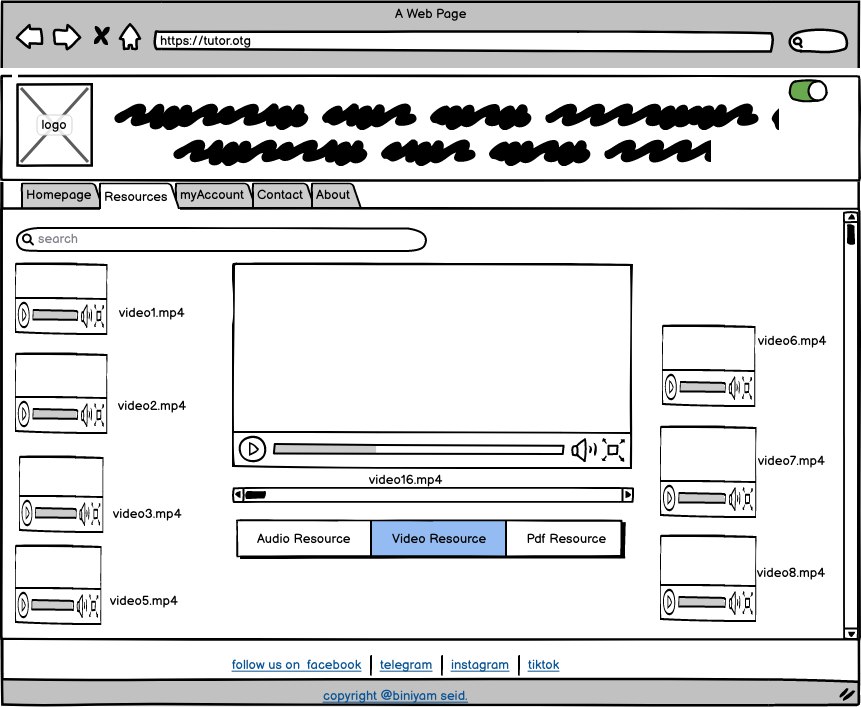 A Web Page
https://tutor.otg
logo
Homepage
Resources
myAccount
Contact
About
search
video1.mp4
video2.mp4
video3.mp4
video5.mp4
video16.mp4
Audio Resource
Video Resource
Pdf Resource
video6.mp4
video7.mp4
video8.mp4
follow us on facebook
telegram
instagram
tiktok
copyright @biniyam seid.